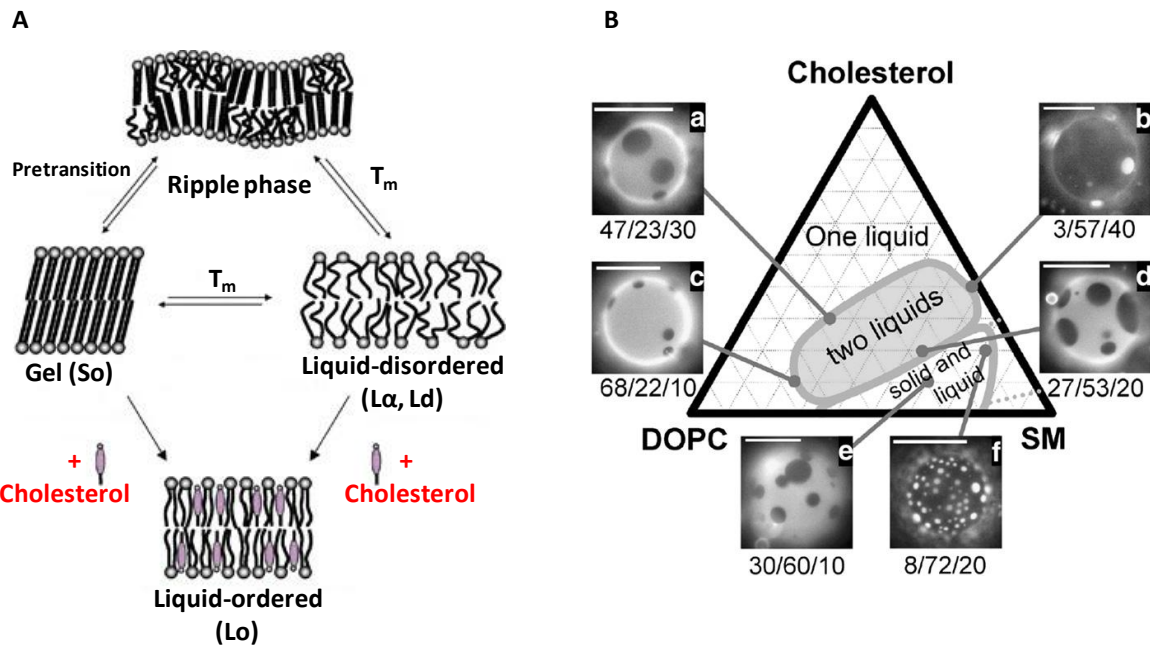 A
Pretransition
Ripple phase
Tm
Tm
Gel (So)
Liquid-disordered
(Lα, Ld)
+
Cholesterol
+
Cholesterol
Liquid-ordered
(Lo)
B
Cholesterol
a
b
47/23/30
3/57/40
One liquid
c
d
two liquids
solid and
liquid
68/22/10
27/53/20
DOPC
SM
e
f
30/60/10
8/72/20